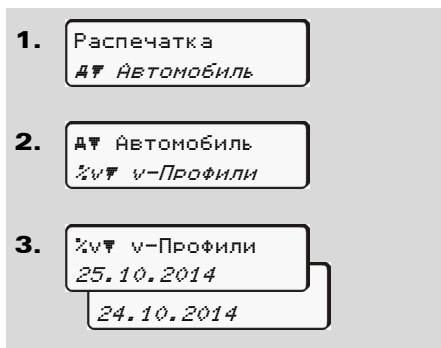 1. Распечатка
A▼ Автомобиль
2. A▼ Автомобиль
%v▼ v-Профили
3. %v▼ v-Профили
25.10.2014
24.10.2014